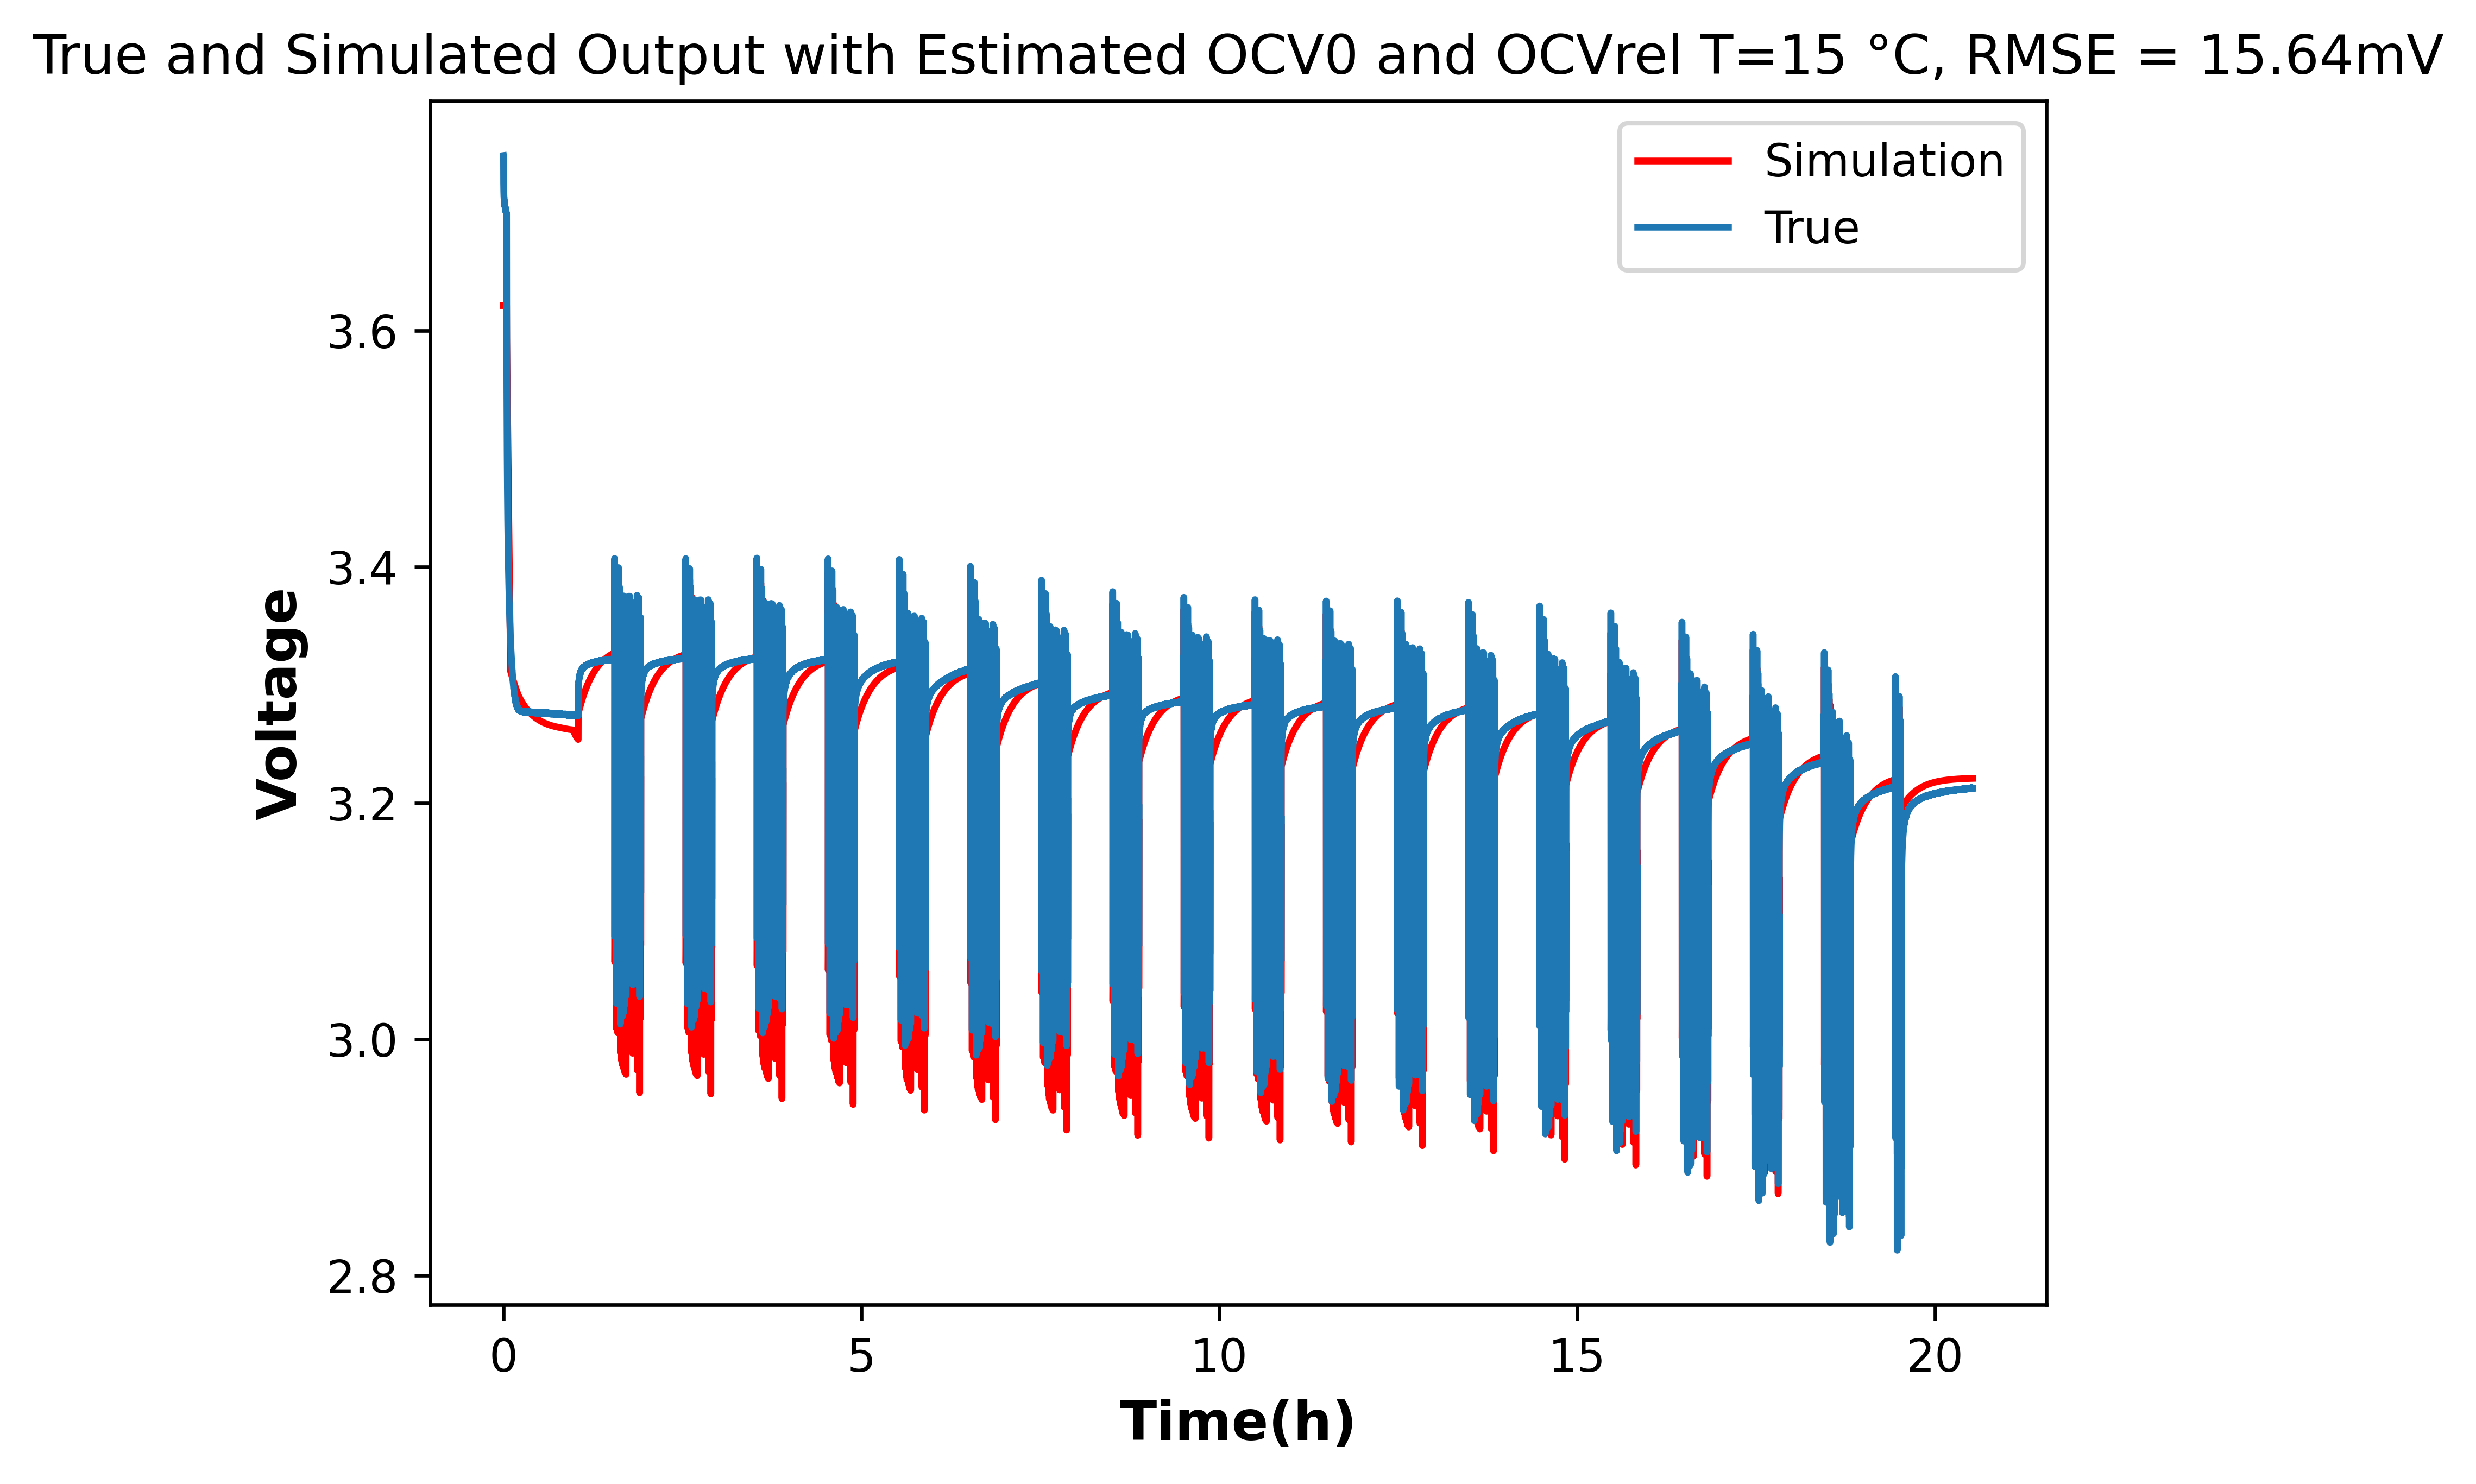 True and Simulated Output with Estimated OCV0 and OCVrel T=15 °C, RMSE = 15.64mV
Simulation
True
3.6
3.4
3.2
3.0
2.8
Voltage
0 5 10 15 20
Time(h)